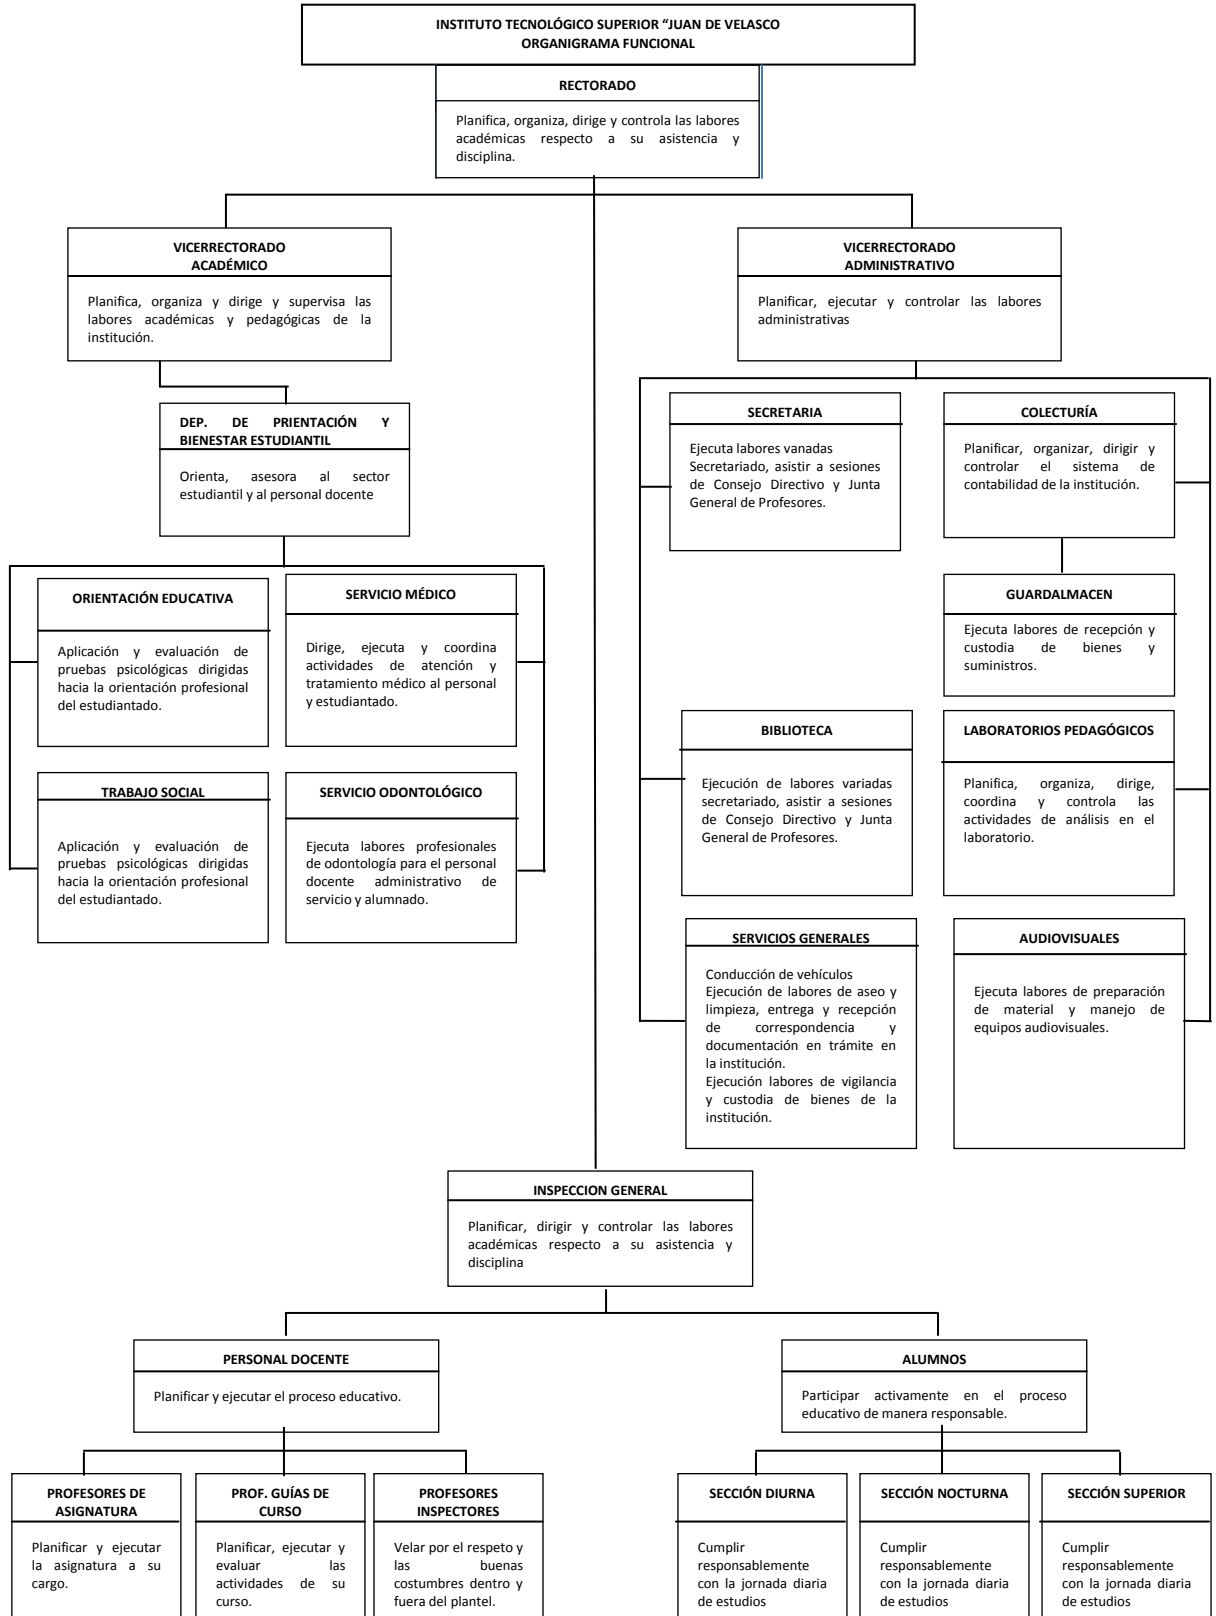 INSTITUTO TECNOLÓGICO SUPERIOR “JUAN DE VELASCO
ORGANIGRAMA FUNCIONAL
RECTORADO
Planifica, organiza, dirige y controla las labores
académicas respecto a su asistencia y
disciplina.
VICERRECTORADO
ACADÉMICO
Planifica, organiza y dirige y supervisa las
labores académicas y pedagógicas de la
institución.
VICERRECTORADO
ADMINISTRATIVO
Planificar, ejecutar y controlar las labores
administrativas
DEP. DE PRIENTACIÓN Y
BIENESTAR ESTUDIANTIL
Orienta, asesora al sector
estudiantil y al personal docente
SECRETARIA
Ejecuta labores vanadas
Secretariado, asistir a sesiones
de Consejo Directivo y Junta
General de Profesores.
COLECTURÍA
Planificar, organizar, dirigir y
controlar el sistema de
contabilidad de la institución.
ORIENTACIÓN EDUCATIVA
Aplicación y evaluación de
pruebas psicológicas dirigidas
hacia la orientación profesional
del estudiantado.
SERVICIO MÉDICO
Dirige, ejecuta y coordina
actividades de atención y
tratamiento médico al personal
y estudiantado.
GUARDALMACEN
Ejecuta labores de recepción y
custodia de bienes y
suministros.
BIBLIOTECA
Ejecución de labores variadas
secretariado, asistir a sesiones
de Consejo Directivo y Junta
General de Profesores.
LABORATORIOS PEDAGÓGICOS
Planifica, organiza, dirige,
coordina y controla las
actividades de análisis en el
laboratorio.
TRABAJO SOCIAL
Aplicación y evaluación de
pruebas psicológicas dirigidas
hacia la orientación profesional
del estudiantado.
SERVICIO ODONTOLÓGICO
Ejecuta labores profesionales
de odontología para el personal
docente administrativo de
servicio y alumnado.
SERVICIOS GENERALES
Conducción de vehículos
Ejecución de labores de aseo y
limpieza, entrega y recepción
de correspondencia y
documentación en trámite en
la institución.
Ejecución labores de vigilancia
y custodia de bienes de la
institución.
AUDIOVISUALES
Ejecuta labores de preparación
de material y manejo de
equipos audiovisuales.
INSPECCION GENERAL
Planificar, dirigir y controlar las labores
académicas respecto a su asistencia y
disciplina
PERSONAL DOCENTE
Planificar y ejecutar el proceso educativo.
ALUMNOS
Participar activamente en el proceso
educativo de manera responsable.
PROFESORES DE
ASIGNATURA
Planificar y ejecutar
la asignatura a su
cargo.
PROF. GUÍAS DE
CURSO
Planificar, ejecutar y
evaluar las
actividades de su
curso.
PROFESORES
INSPECTORES
Velar por el respeto y
las buenas
costumbres dentro y
fuera del plantel.
SECCIÓN DIURNA
Cumplir
responsablemente
con la jornada diaria
de estudios
SECCIÓN NOCTURNA
Cumplir
responsablemente
con la jornada diaria
de estudios
SECCIÓN SUPERIOR
Cumplir
responsablemente
con la jornada diaria
de estudios